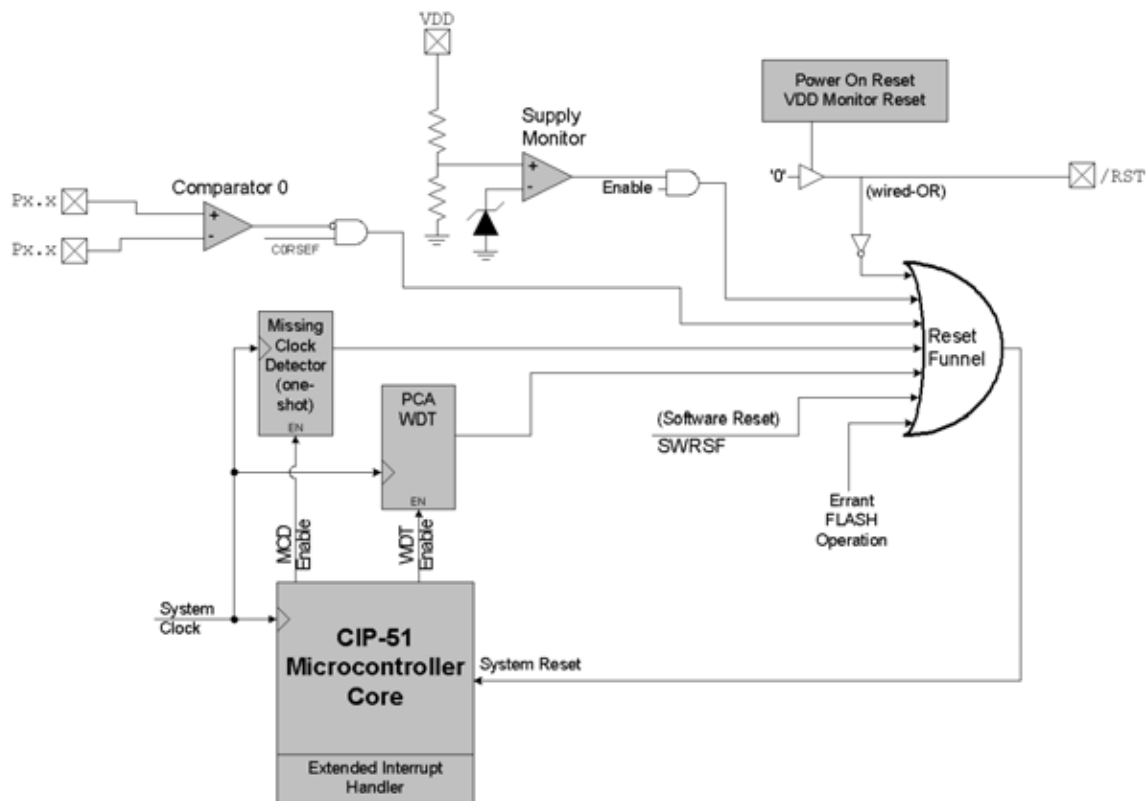 VDD
Power On Reset
VDD Monitor Reset
Supply
Monitor
+
-
Enable
'0'
(wired-OR)
/RST
Comparator 0
Px.x
Px.x
+
-
C0RSEF
Missing
Clock
Detector
(one-
shot)
EN
PCA
WDT
EN
Reset
Funnel
(Software Reset)
SWRSF
Errant
FLASH
Operation
MCD
Enable
WDT
Enable
System
Clock
CIP-51
Microcontroller
Core
System Reset
Extended Interrupt
Handler